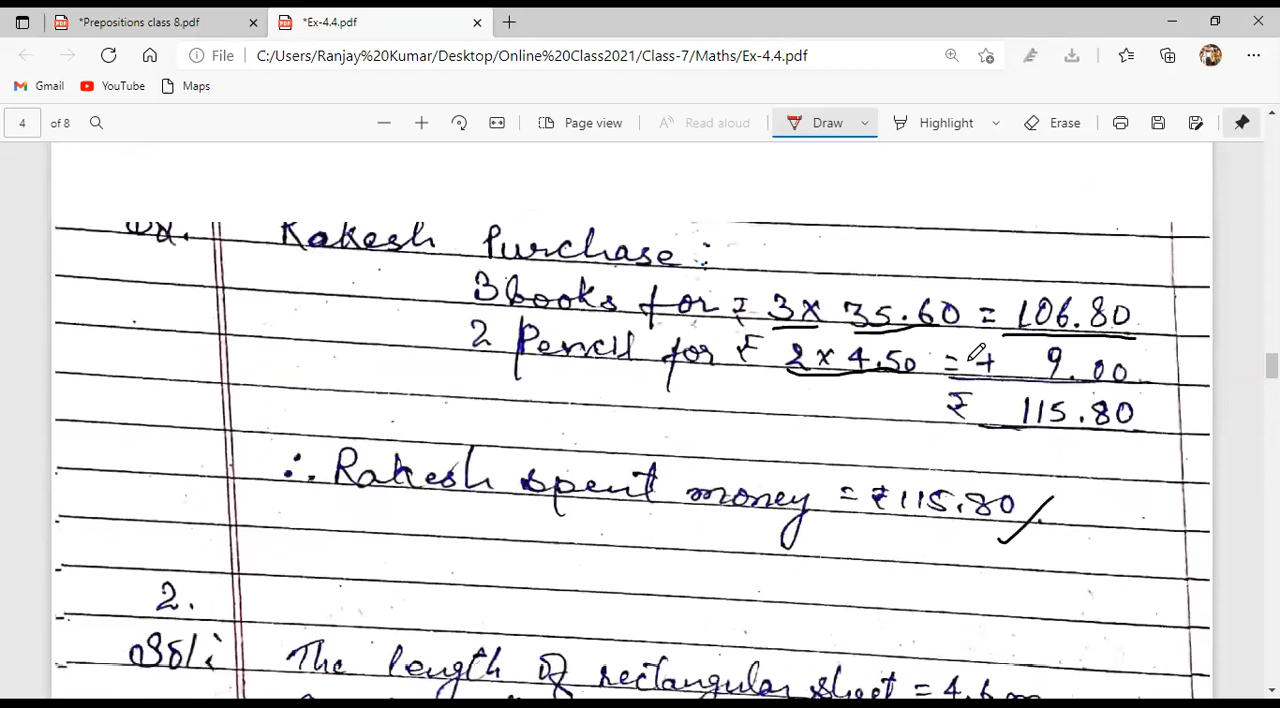 *Prepositions class 8.pdf
*Ex-4.4.pdf
File C:/Users/Ranjay%20Kumar/Desktop/Online%20Class2021/Class-7/Maths/Ex-4.4.pdf
Gmail YouTube Maps
4 of 8 Page view Read aloud Draw Highlight Erase
Rakesh Purchase :
3 books for ₹ 3 x 35.60 = 106.80
2 Pencil for ₹ 2 x 4.50 = + 9.00
₹ 115.80
∴ Rakesh spent money = ₹ 115.80/.
2.
Sol:
The length of rectangular sheet = 4.6 m